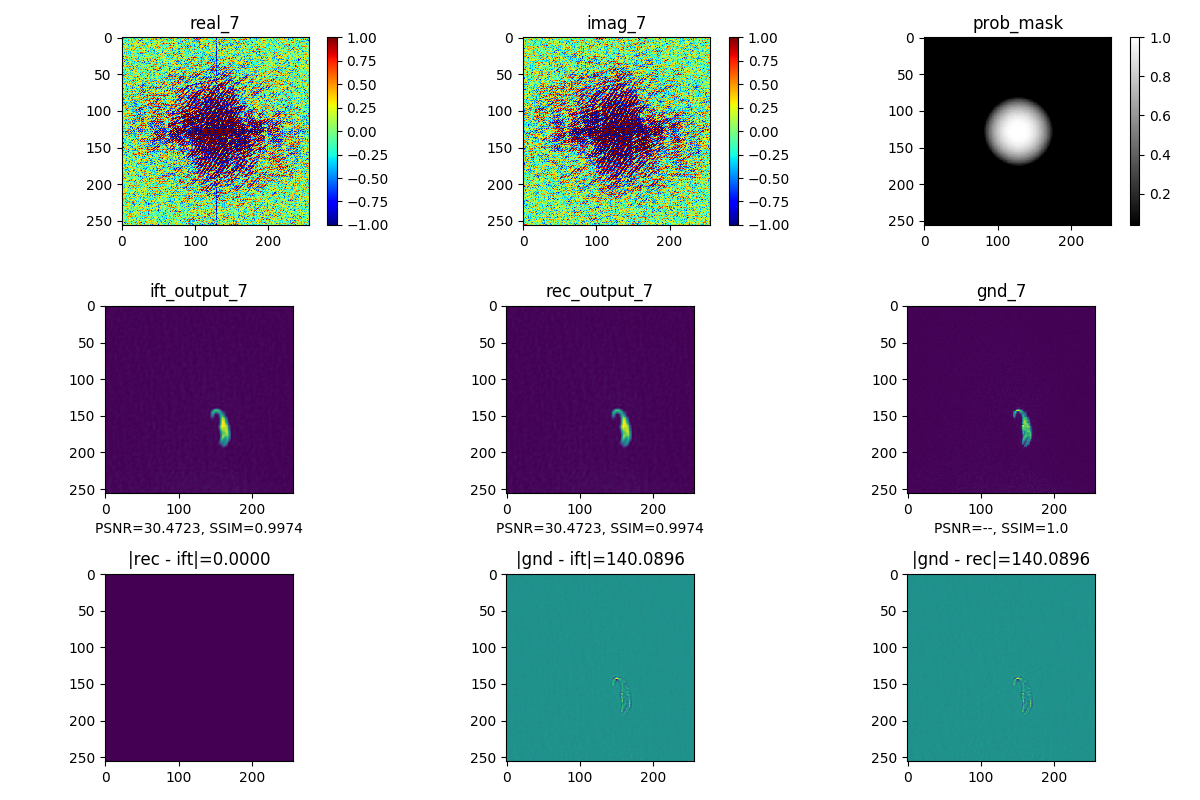 real_7 imag_7 prob_mask
0 50 100 150 200 250
0 100 200
1.00 0.75 0.50 0.25 0.00 −0.25 −0.50 −0.75 −1.00
0 50 100 150 200 250
0 100 200
1.00 0.75 0.50 0.25 0.00 −0.25 −0.50 −0.75 −1.00
0 50 100 150 200 250
0 100 200
1.0 0.8 0.6 0.4 0.2
ift_output_7 rec_output_7 gnd_7
0 50 100 150 200 250
0 100 200
0 50 100 150 200 250
0 100 200
0 50 100 150 200 250
0 100 200
PSNR=30.4723, SSIM=0.9974 PSNR=30.4723, SSIM=0.9974 PSNR=--, SSIM=1.0
|rec - ift|=0.0000 |gnd - ift|=140.0896 |gnd - rec|=140.0896
0 50 100 150 200 250
0 100 200
0 50 100 150 200 250
0 100 200
0 50 100 150 200 250
0 100 200